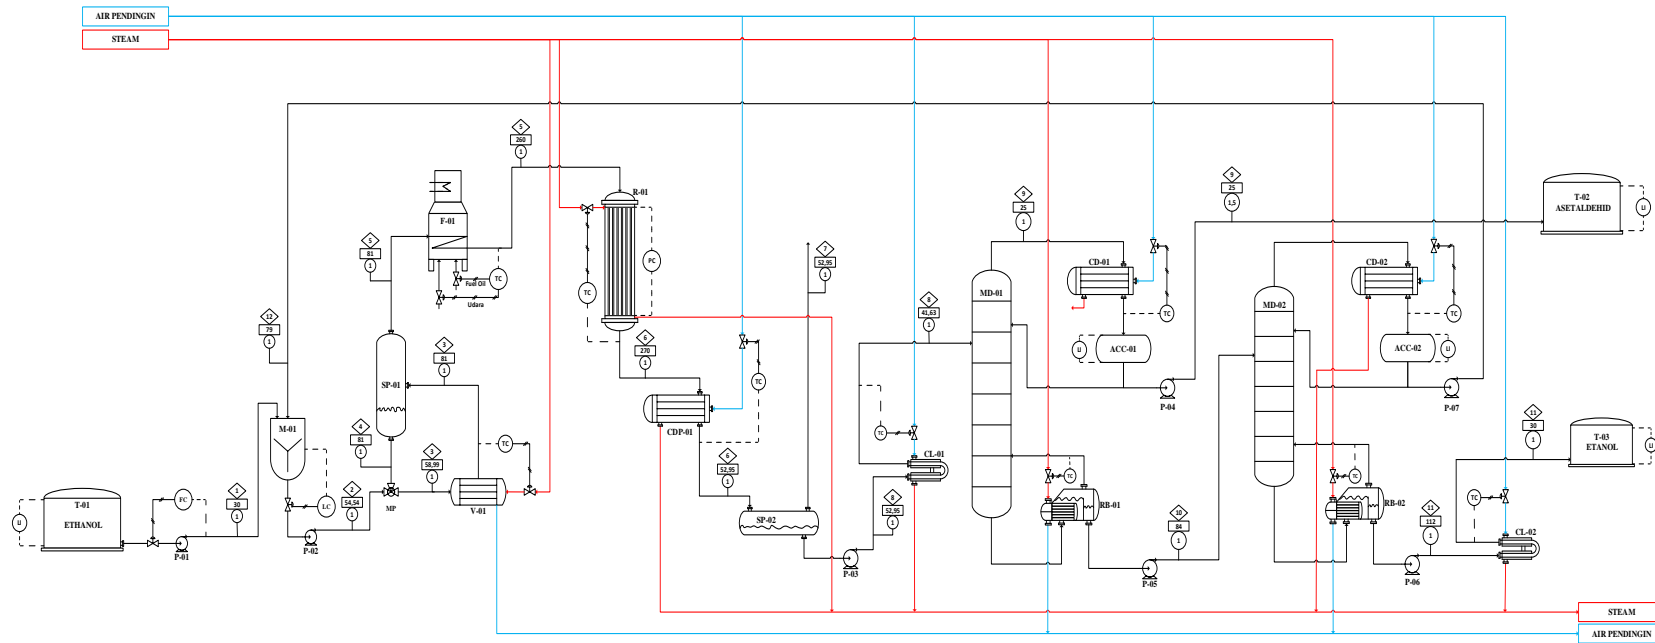 AIR PENDINGIN
STEAM
5
260
1
R-01
F-01
5
81
1
TC
Fuel Oil
Udara
PC
TC
12
79
1
3
81
1
SP-01
6
270
1
TC
CDP-01
7
52,95
1
8
41,63
1
9
25
1
MD-01
CD-01
TC
LI
ACC-01
P-04
9
25
1,5
T-02
ASETALDEHID
LI
MD-02
CD-02
TC
ACC-02
LI
P-07
M-01
4
81
1
3
58,99
1
TC
LC
2
54,54
1
MP
V-01
P-02
LI
T-01
ETHANOL
FC
1
30
1
P-01
6
52,95
1
SP-02
P-03
8
52,95
1
TC
CL-01
TC
RB-01
10
84
1
P-05
TC
RB-02
11
112
1
P-06
TC
CL-02
11
30
1
T-03
ETANOL
LI
STEAM
AIR PENDINGIN